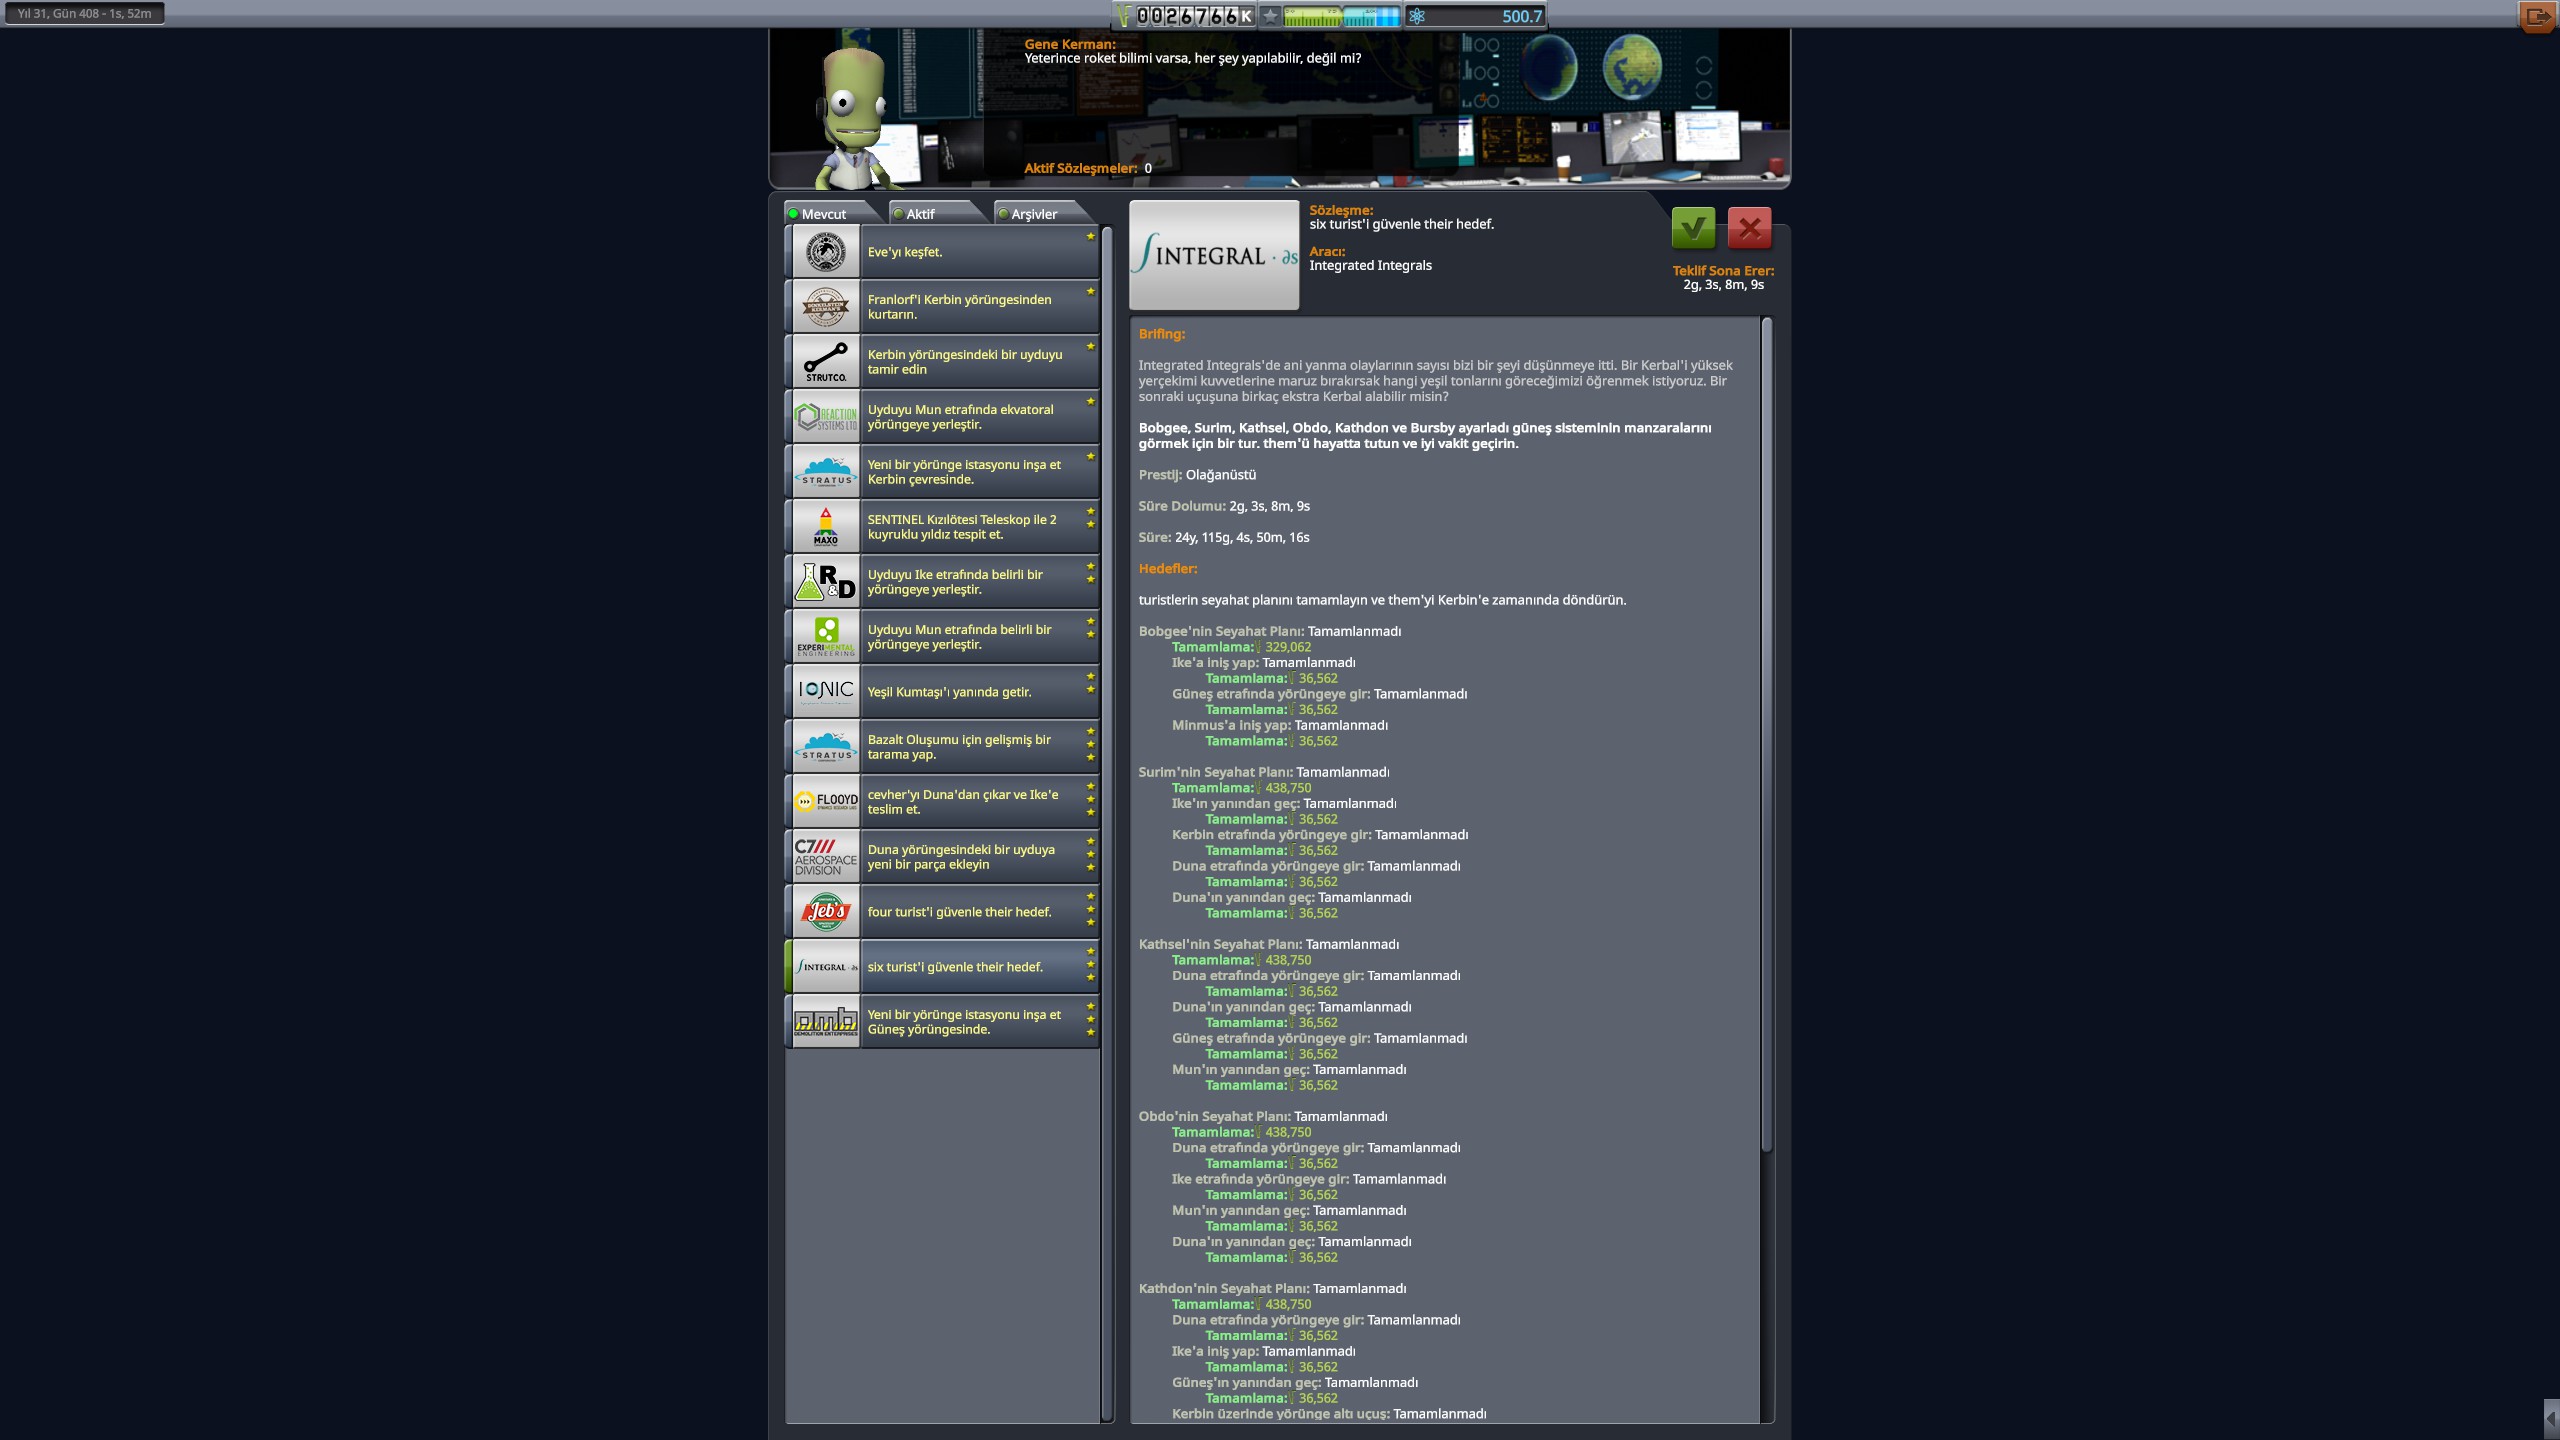 Yıl 31, Gün 408 - 1s, 52m
0026766K
500.7
Gene Kerman:
Yeterince roket bilimi varsa, her şey yapılabilir, değil mi?
Aktif Sözleşmeler: 0
Mevcut
Aktif
Arşivler
Eve'yı keşfet.
Franlorf'i Kerbin yörüngesinden
kurtarın.
STRUTCO.
Kerbin yörüngesindeki bir uyduyu
tamir edin
REACTION
SYSTEMS LTD
Uyduyu Mun etrafında ekvatoral
yörüngeye yerleştir.
STRATUS
Yeni bir yörünge istasyonu inşa et
Kerbin çevresinde.
MAXO
SENTINEL Kızılötesi Teleskop ile 2
kuyruklu yıldız tespit et.
R&D
Uyduyu Ike etrafında belirli bir
yörüngeye yerleştir.
EXPERIMENTAL
ENGINEERING
Uyduyu Mun etrafında belirli bir
yörüngeye yerleştir.
IONIC
Yeşil Kumtaşı'ı yanında getir.
STRATUS
Bazalt Oluşumu için gelişmiş bir
tarama yap.
FLOOYD
cevher'yı Duna'dan çıkar ve Ike'e
teslim et.
C7///
AEROSPACE
DIVISION
Duna yörüngesindeki bir uyduya
yeni bir parça ekleyin
Jeb's
four turist'i güvenle their hedef.
∫INTEGRAL · ∂s
six turist'i güvenle their hedef.
DEMOLITION ENTERPRISES
Yeni bir yörünge istasyonu inşa et
Güneş yörüngesinde.
∫INTEGRAL · ∂s
Sözleşme:
six turist'i güvenle their hedef.
Aracı:
Integrated Integrals
Teklif Sona Erer:
2g, 3s, 8m, 9s
Brifing:
Integrated Integrals'de ani yanma olaylarının sayısı bizi bir şeyi düşünmeye itti. Bir Kerbal'i yüksek
yerçekimi kuvvetlerine maruz bırakırsak hangi yeşil tonlarını göreceğimizi öğrenmek istiyoruz. Bir
sonraki uçuşuna birkaç ekstra Kerbal alabilir misin?
Bobgee, Surim, Kathsel, Obdo, Kathdon ve Bursby ayarladı güneş sisteminin manzaralarını
görmek için bir tur. them'ü hayatta tutun ve iyi vakit geçirin.
Prestij: Olağanüstü
Süre Dolumu: 2g, 3s, 8m, 9s
Süre: 24y, 115g, 4s, 50m, 16s
Hedefler:
turistlerin seyahat planını tamamlayın ve them'yi Kerbin'e zamanında döndürün.
Bobgee'nin Seyahat Planı: Tamamlanmadı
Tamamlama: 329,062
Ike'a iniş yap: Tamamlanmadı
Tamamlama: 36,562
Güneş etrafında yörüngeye gir: Tamamlanmadı
Tamamlama: 36,562
Minmus'a iniş yap: Tamamlanmadı
Tamamlama: 36,562
Surim'nin Seyahat Planı: Tamamlanmadı
Tamamlama: 438,750
Ike'ın yanından geç: Tamamlanmadı
Tamamlama: 36,562
Kerbin etrafında yörüngeye gir: Tamamlanmadı
Tamamlama: 36,562
Duna etrafında yörüngeye gir: Tamamlanmadı
Tamamlama: 36,562
Duna'ın yanından geç: Tamamlanmadı
Tamamlama: 36,562
Kathsel'nin Seyahat Planı: Tamamlanmadı
Tamamlama: 438,750
Duna etrafında yörüngeye gir: Tamamlanmadı
Tamamlama: 36,562
Duna'ın yanından geç: Tamamlanmadı
Tamamlama: 36,562
Güneş etrafında yörüngeye gir: Tamamlanmadı
Tamamlama: 36,562
Mun'ın yanından geç: Tamamlanmadı
Tamamlama: 36,562
Obdo'nin Seyahat Planı: Tamamlanmadı
Tamamlama: 438,750
Duna etrafında yörüngeye gir: Tamamlanmadı
Tamamlama: 36,562
Ike etrafında yörüngeye gir: Tamamlanmadı
Tamamlama: 36,562
Mun'ın yanından geç: Tamamlanmadı
Tamamlama: 36,562
Duna'ın yanından geç: Tamamlanmadı
Tamamlama: 36,562
Kathdon'nin Seyahat Planı: Tamamlanmadı
Tamamlama: 438,750
Duna etrafında yörüngeye gir: Tamamlanmadı
Tamamlama: 36,562
Ike'a iniş yap: Tamamlanmadı
Tamamlama: 36,562
Güneş'ın yanından geç: Tamamlanmadı
Tamamlama: 36,562
Kerbin üzerinde yörünge altı uçuş: Tamamlanmadı